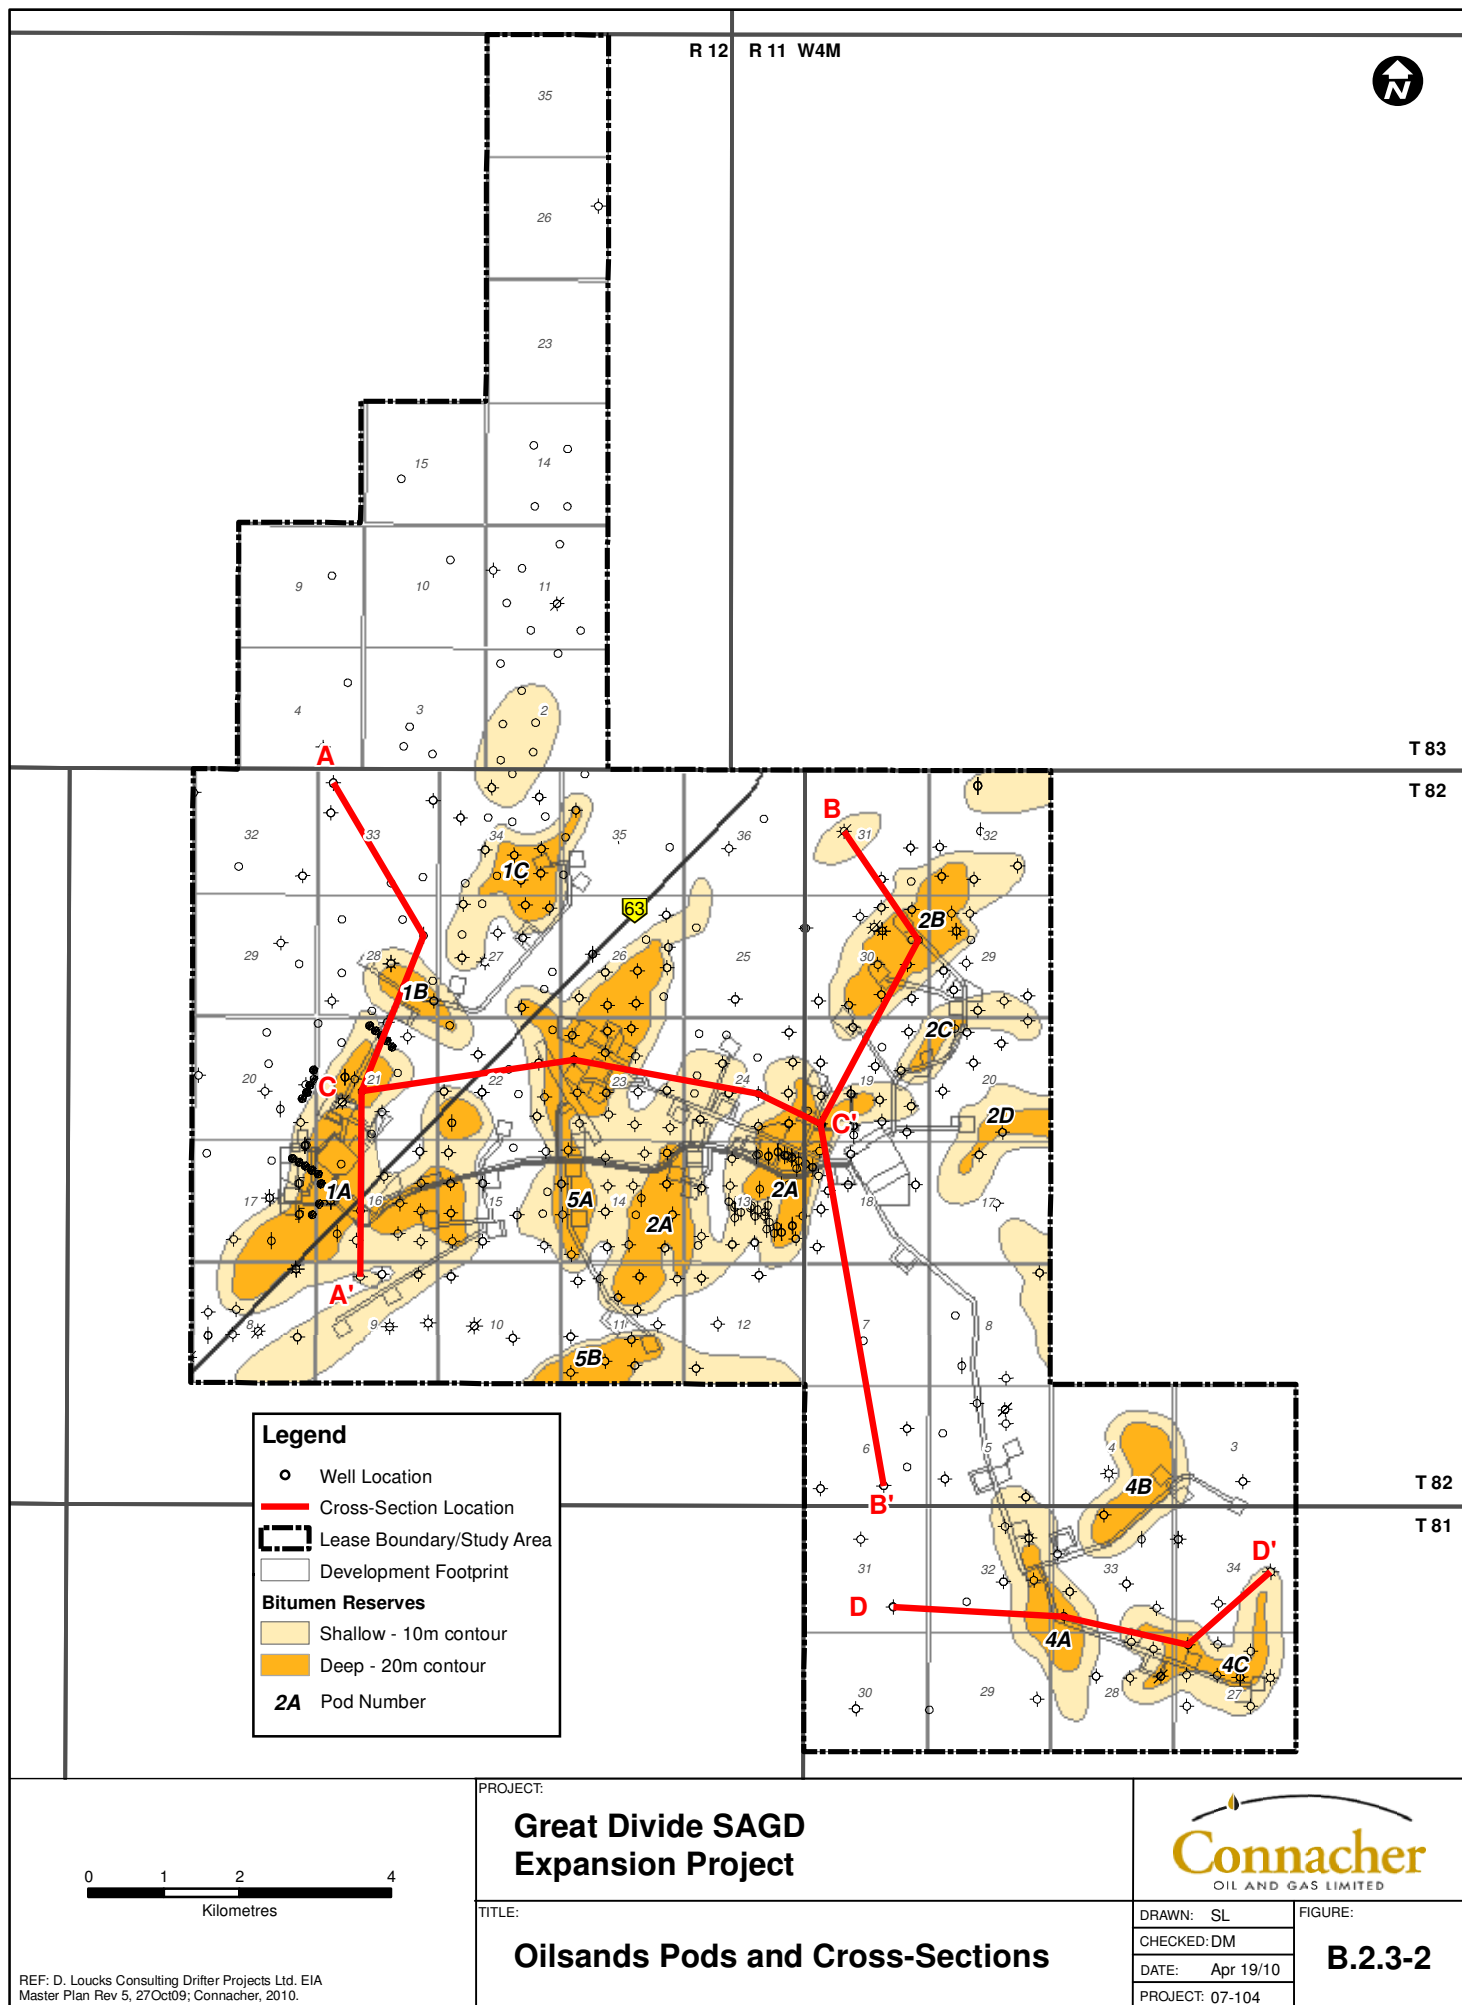 R 12 R 11 W4M
N
35
26
23
15 14
9 10 11
4 3 2
T 83
A
T 82
B
32 33 34 35 36 31 32
1C
63
2B
29 28 27 26 25 30 29
1B
2C
C 20 21 22 23 24 19 20
C' 2D
17 1A 16 15 5A 14 2A 13 2A 18 17
A'
8 9 10 11 12 7 8
5B
6 5 4 3
4B
B'
T 82
T 81
D'
31 32 33 34
D
4A
4C
30 29 28 27
Legend
Well Location
Cross-Section Location
Lease Boundary/Study Area
Development Footprint
Bitumen Reserves
Shallow - 10m contour
Deep - 20m contour
2A Pod Number
0 1 2 4
Kilometres
REF: D. Loucks Consulting Drifter Projects Ltd. EIA
Master Plan Rev 5, 27Oct09; Connacher, 2010.
PROJECT:
Great Divide SAGD
Expansion Project
TITLE:
Oilsands Pods and Cross-Sections
Connacher
OIL AND GAS LIMITED
DRAWN: SL
CHECKED: DM
DATE: Apr 19/10
PROJECT: 07-104
FIGURE:
B.2.3-2